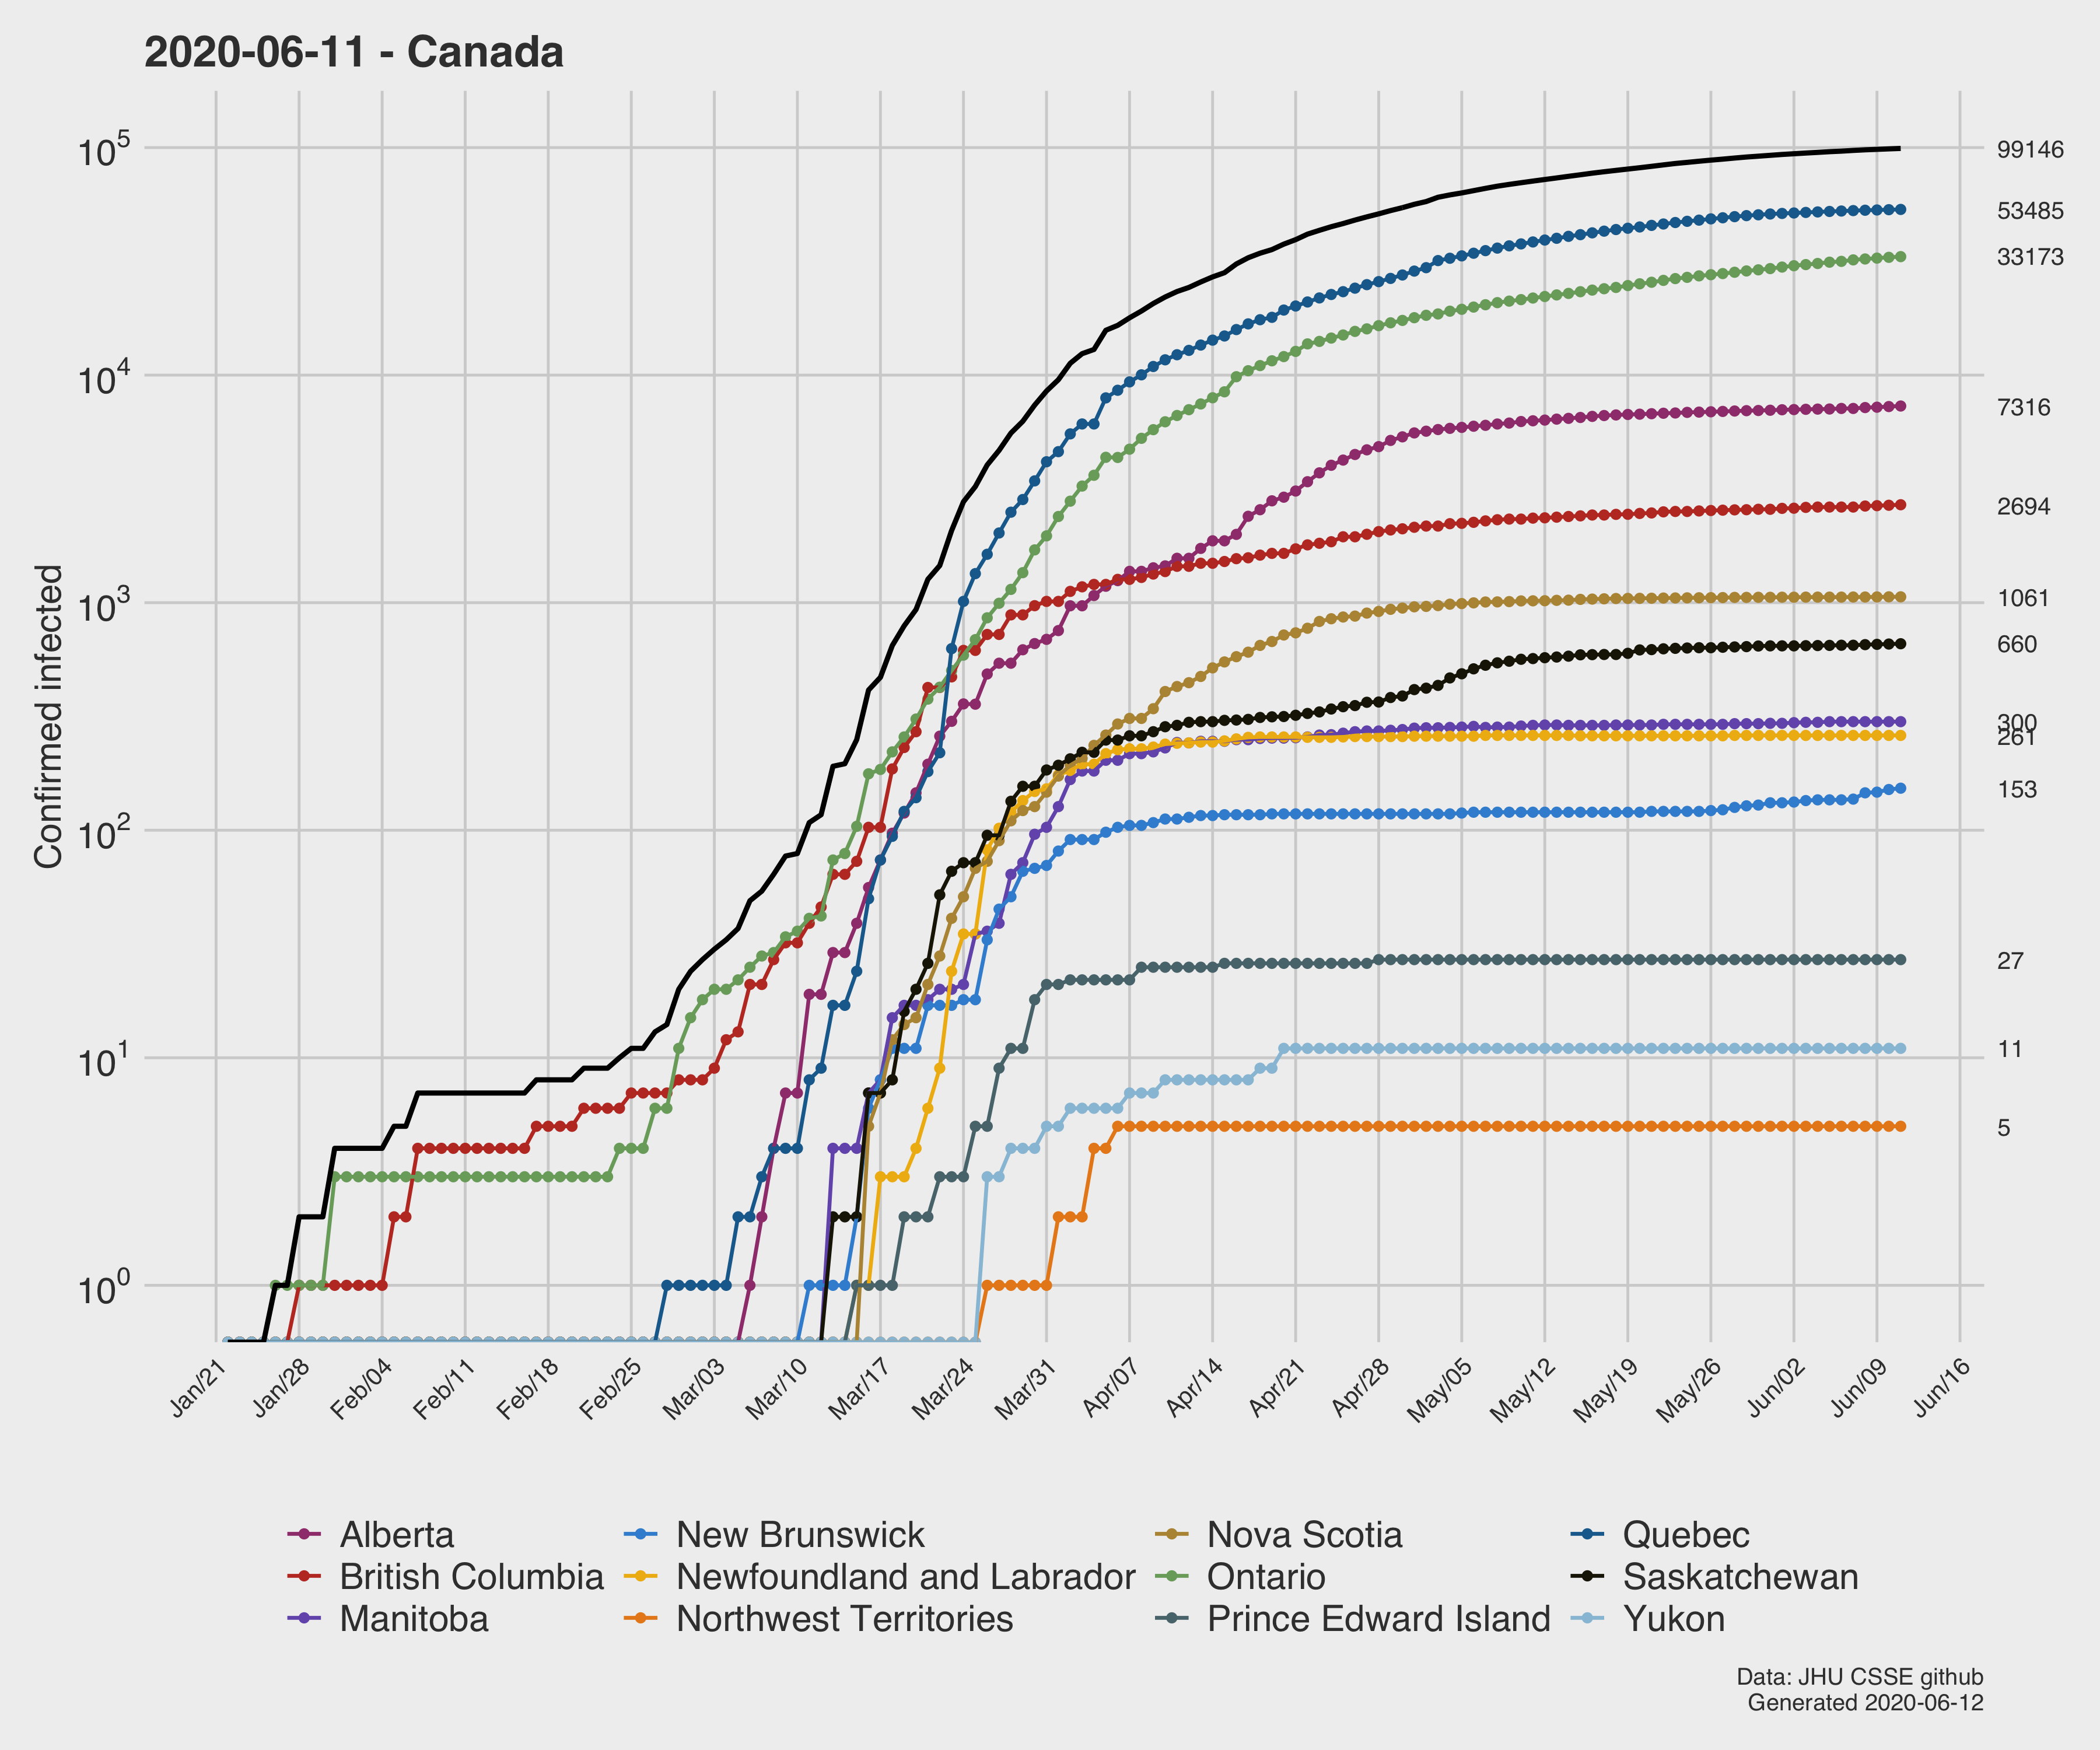 2020-06-11 - Canada
Confirmed infected
10^5
10^4
10^3
10^2
10^1
10^0
99146
53485
33173
7316
2694
1061
660
300
261
153
27
11
5
Jan/21
Jan/28
Feb/04
Feb/11
Feb/18
Feb/25
Mar/03
Mar/10
Mar/17
Mar/24
Mar/31
Apr/07
Apr/14
Apr/21
Apr/28
May/05
May/12
May/19
May/26
Jun/02
Jun/09
Jun/16
Alberta
British Columbia
Manitoba
New Brunswick
Newfoundland and Labrador
Northwest Territories
Nova Scotia
Ontario
Prince Edward Island
Quebec
Saskatchewan
Yukon
Data: JHU CSSE github
Generated 2020-06-12